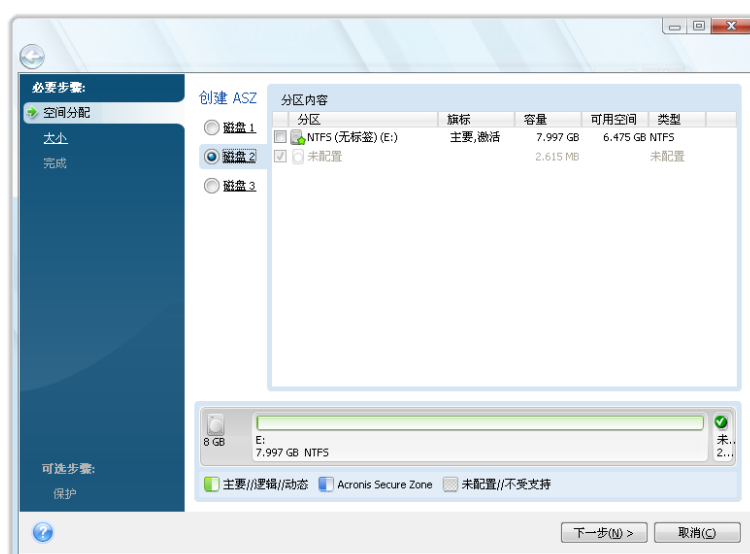 必要步骤:
空间分配
大小
完成
可选步骤:
保护
创建 ASZ
磁盘 1
磁盘 2
磁盘 3
分区内容
分区 旗标 容量 可用空间 类型
NTFS (无标签) (E:) 主要,激活 7.997 GB 6.475 GB NTFS
未配置 2.615 MB 未配置
8 GB
E:
7.997 GB NTFS
未..
2...
主要//逻辑//动态 Acronis Secure Zone 未配置//不受支持
下一步(N) > 取消(C)